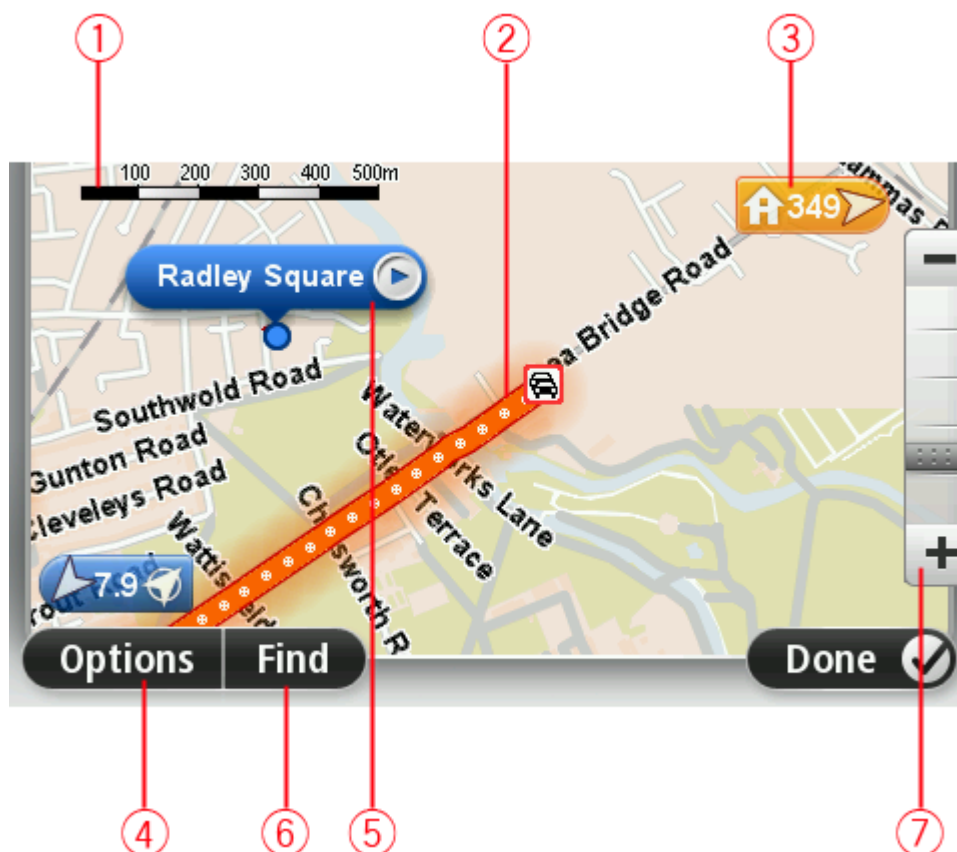 1
2
3
100 200 300 400 500m
349
Radley Square
ea Bridge Road
Southwold Road
Gunton Road
Cleveleys Road
Lane
Terrace
7.9
Options
Find
Done
4
6
5
7